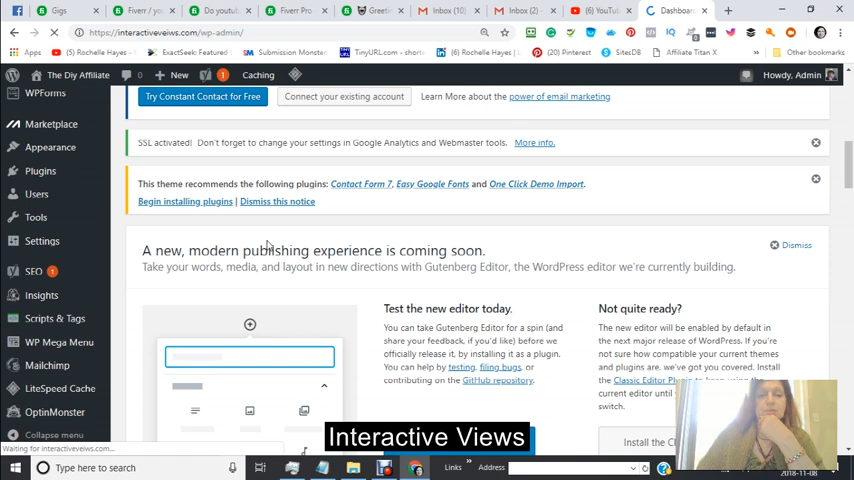 Gigs
Fiverr / you
Do youtub
Fiverr Pro
Greetin
Inbox (10)
Inbox (2) -
(6) YouTu
Dashboard
https://interactiveveiws.com/wp-admin/
Apps
(5) Rochelle Hayes
ExactSeek: Featured
Submission Monster
TinyURL.com - shorte
(20) Pinterest
SitesDB
Affiliate Titan X
Other bookmarks
The Diy Affiliate
0
New
1
Caching
Howdy, Admin
WPForms
Marketplace
Appearance
Plugins
Users
Tools
Settings
SEO 1
Insights
Scripts & Tags
WP Mega Menu
Mailchimp
LiteSpeed Cache
OptinMonster
Collapse menu
Try Constant Contact for Free
Connect your existing account
Learn More about the power of email marketing
SSL activated! Don't forget to change your settings in Google Analytics and Webmaster tools. More info.
This theme recommends the following plugins: Contact Form 7, Easy Google Fonts and One Click Demo Import.
Begin installing plugins | Dismiss this notice
A new, modern publishing experience is coming soon.
Dismiss
Take your words, media, and layout in new directions with Gutenberg Editor, the WordPress editor we're currently building.
Test the new editor today.
You can take Gutenberg Editor for a spin (and
share your feedback, if you'd like) before we
officially release it, by installing it as a plugin.
You can help by testing, filing bugs, or
contributing on the GitHub repository.
Not quite ready?
The new editor will be enabled by default in
the next major release of WordPress. If you're
not sure how compatible your current themes
and plugins are, we've got you covered. Install
the Classic Editor Plugin to keep using the
current editor until you
switch.
Install the Cl
Waiting for interactiveveiws.com...
Interactive Views
Type here to search
Links
Address
2018-11-08